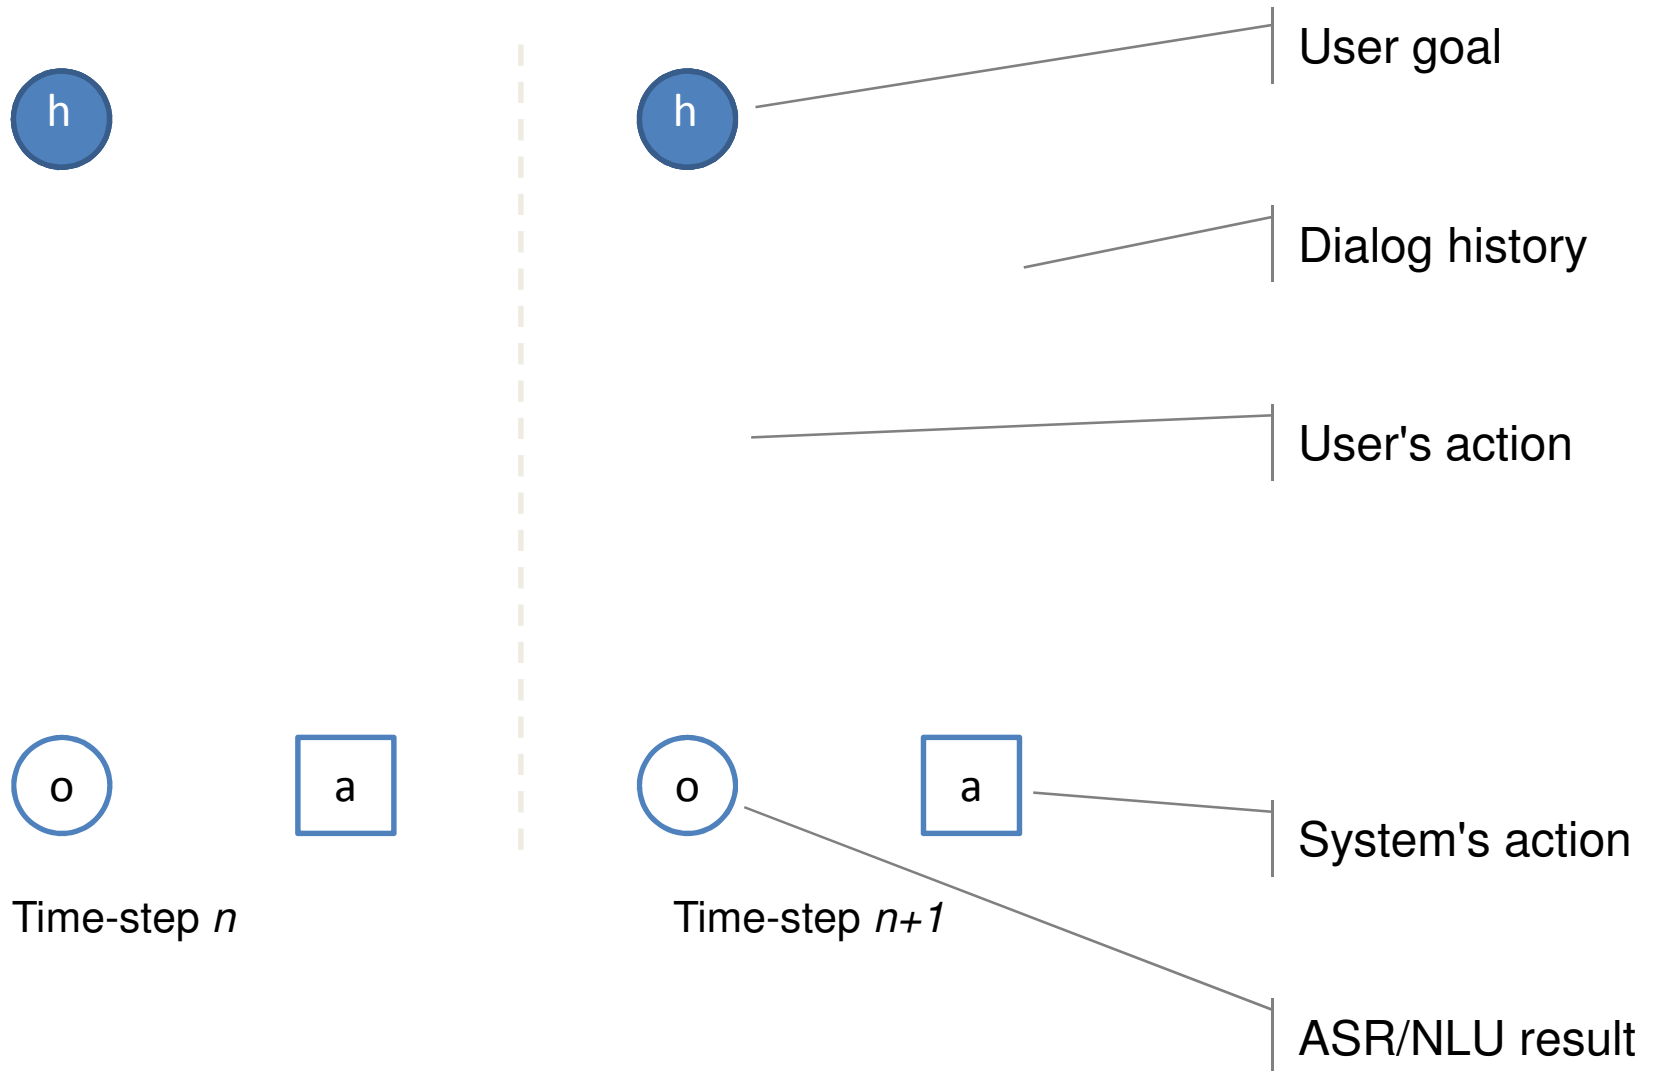 User goal
h
h
Dialog history
User's action
o
a
o
a
System's action
Time-step n
Time-step n+1
ASR/NLU result